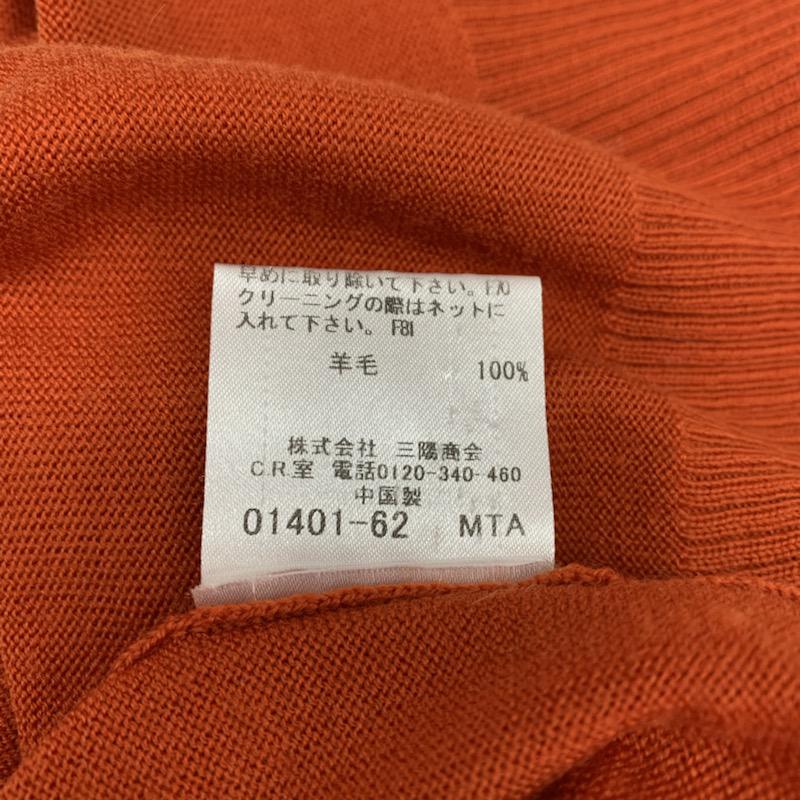 早めに取り除いて下さい。F70
クリーニングの際はネットに
入れて下さい。 F81
羊毛 100%
株式会社 三陽商会
C R.室 電話0120-340-460
中国製
01401-62 MTA